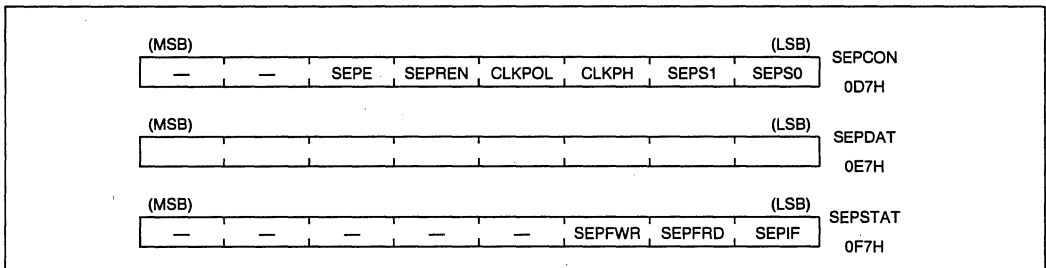 (MSB) (LSB) SEPCON
— — SEPE SEPREN CLKPOL CLKPH SEPS1 SEPS0
0D7H
(MSB) (LSB) SEPDAT
0E7H
(MSB) (LSB) SEPSTAT
— — — — — SEPFWR SEPFRD SEPIF
0F7H